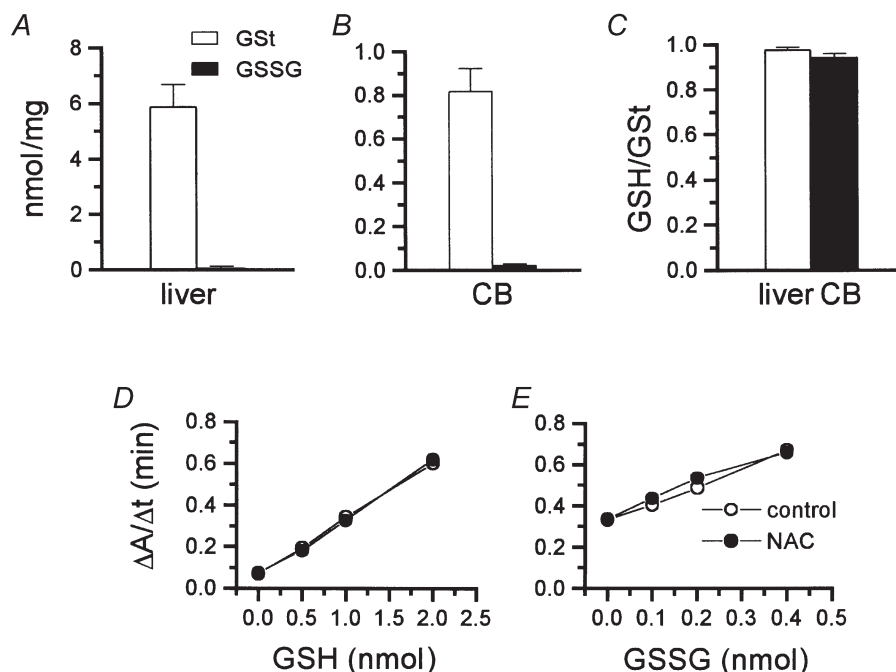 A
B
C
GSt
GSSG
nmol/mg
8
6
4
2
0
liver
1.0
0.8
0.6
0.4
0.2
0.0
CB
GSH/GSt
1.0
0.8
0.6
0.4
0.2
0.0
liver CB
D
E
ΔA/Δt (min)
0.8
0.6
0.4
0.2
0.0
0.0 0.5 1.0 1.5 2.0 2.5
GSH (nmol)
0.8
0.6
0.4
0.2
0.0
control
NAC
0.0 0.1 0.2 0.3 0.4 0.5
GSSG (nmol)